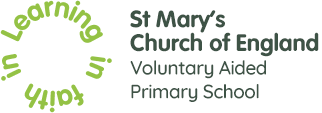 Learning in faith in
St Mary's
Church of England
Voluntary Aided
Primary School